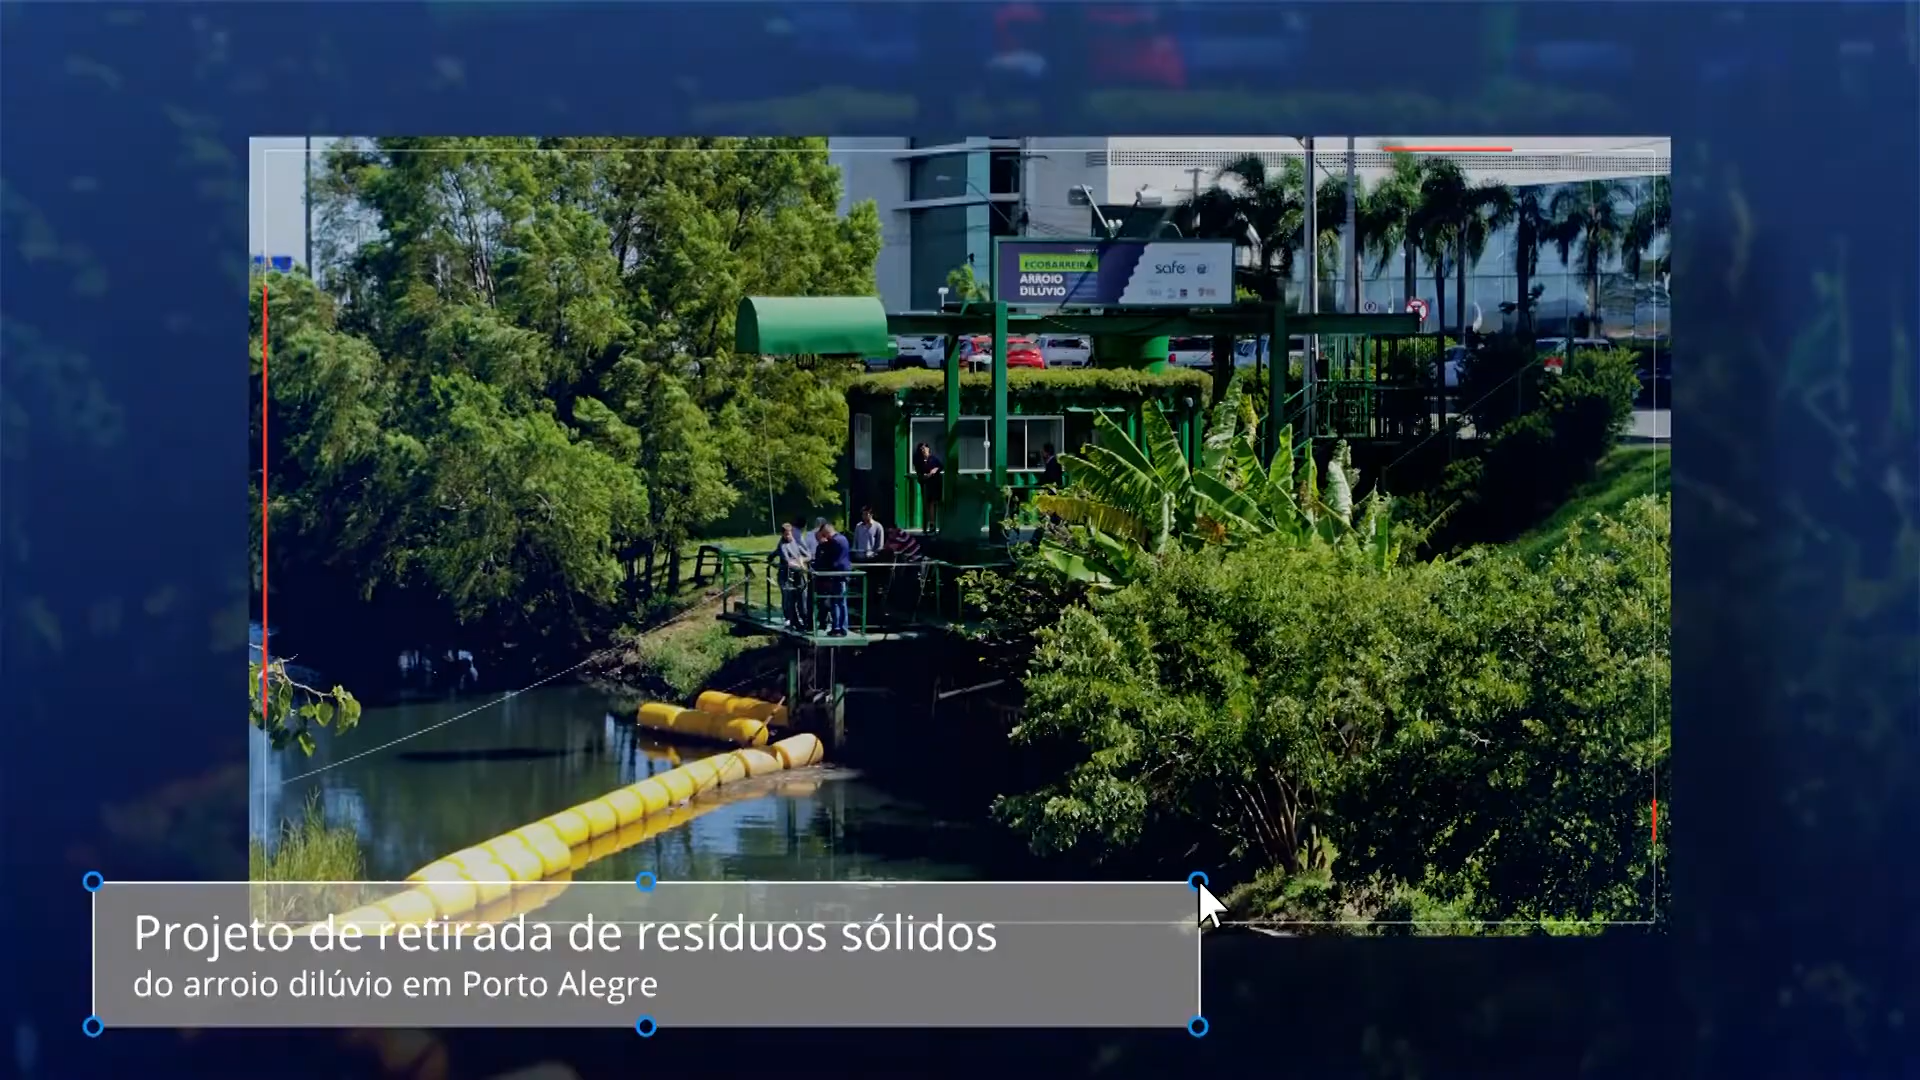 ECOBARREIRA
ARROIO
DILÚVIO
safe
Projeto de retirada de resíduos sólidos
do arroio dilúvio em Porto Alegre